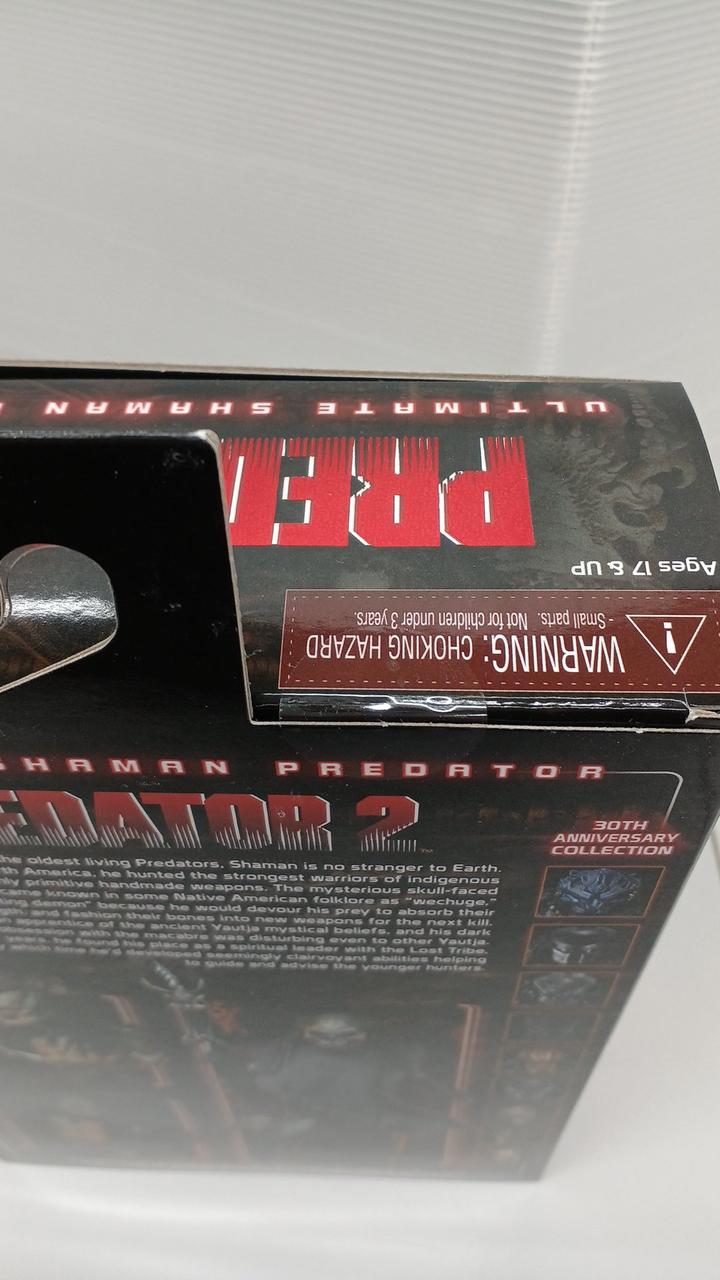 ULTIMATE SHAMAN
PRED
Ages 17 & UP
WARNING: CHOKING HAZARD
- Small parts. Not for children under 3 years.
SHAMAN PREDATOR
EDATOR 2
30TH
ANNIVERSARY
COLLECTION
the oldest living Predators, Shaman is no stranger to Earth.
th America, he hunted the strongest warriors of indigenous
ly primitive handmade weapons. The mysterious skull-faced
ame known in some Native American folklore as "wechuge,"
demon" because he would devour his prey to absorb their
gth and fashion their bones into new weapons for the next kill.
apprentice of the ancient Yautja mystical beliefs, and his dark
session with the macabre was disturbing even to other Yautja.
which, he found his place as a spiritual leader with the Lost Tribe,
he'd developed seemingly clairvoyant abilities helping
to guide and advise the younger hunters.